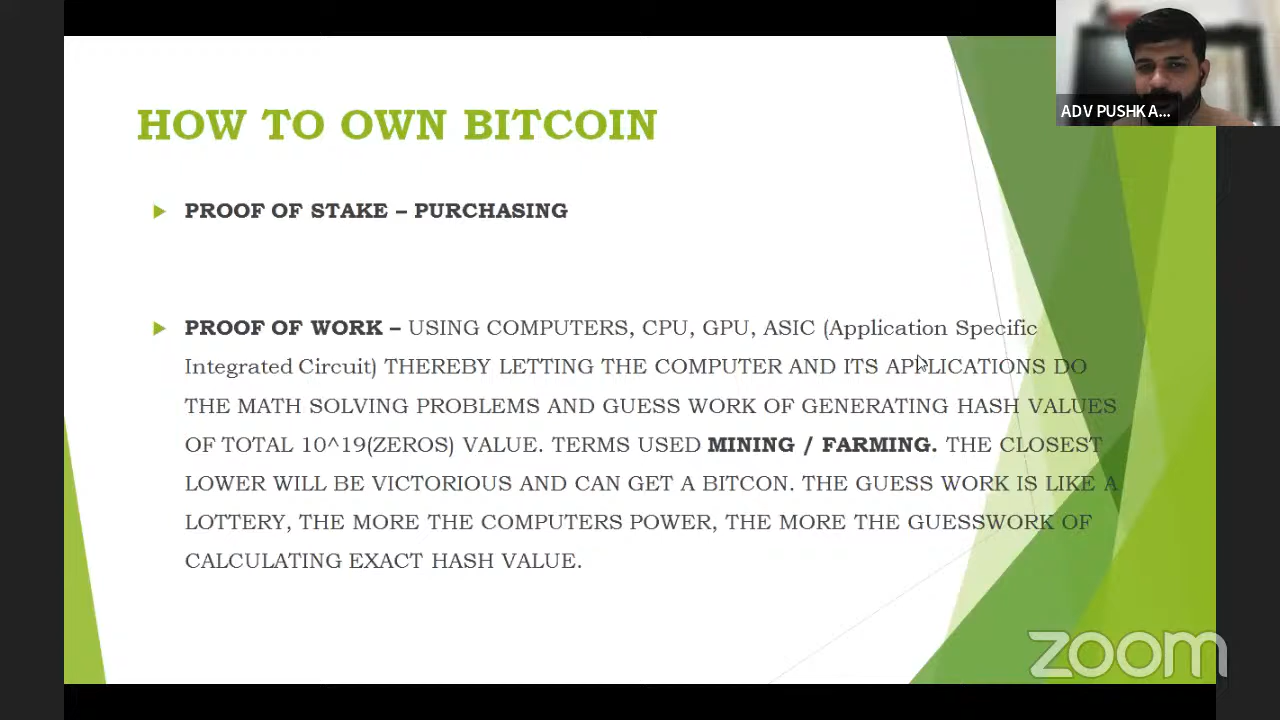 HOW TO OWN BITCOIN
PROOF OF STAKE – PURCHASING
PROOF OF WORK – USING COMPUTERS, CPU, GPU, ASIC (Application Specific
Integrated Circuit) THEREBY LETTING THE COMPUTER AND ITS APPLICATIONS DO
THE MATH SOLVING PROBLEMS AND GUESS WORK OF GENERATING HASH VALUES
OF TOTAL 10^19(ZEROS) VALUE. TERMS USED MINING / FARMING. THE CLOSEST
LOWER WILL BE VICTORIOUS AND CAN GET A BITCON. THE GUESS WORK IS LIKE A
LOTTERY, THE MORE THE COMPUTERS POWER, THE MORE THE GUESSWORK OF
CALCULATING EXACT HASH VALUE.
ADV PUSHKA...
zoom